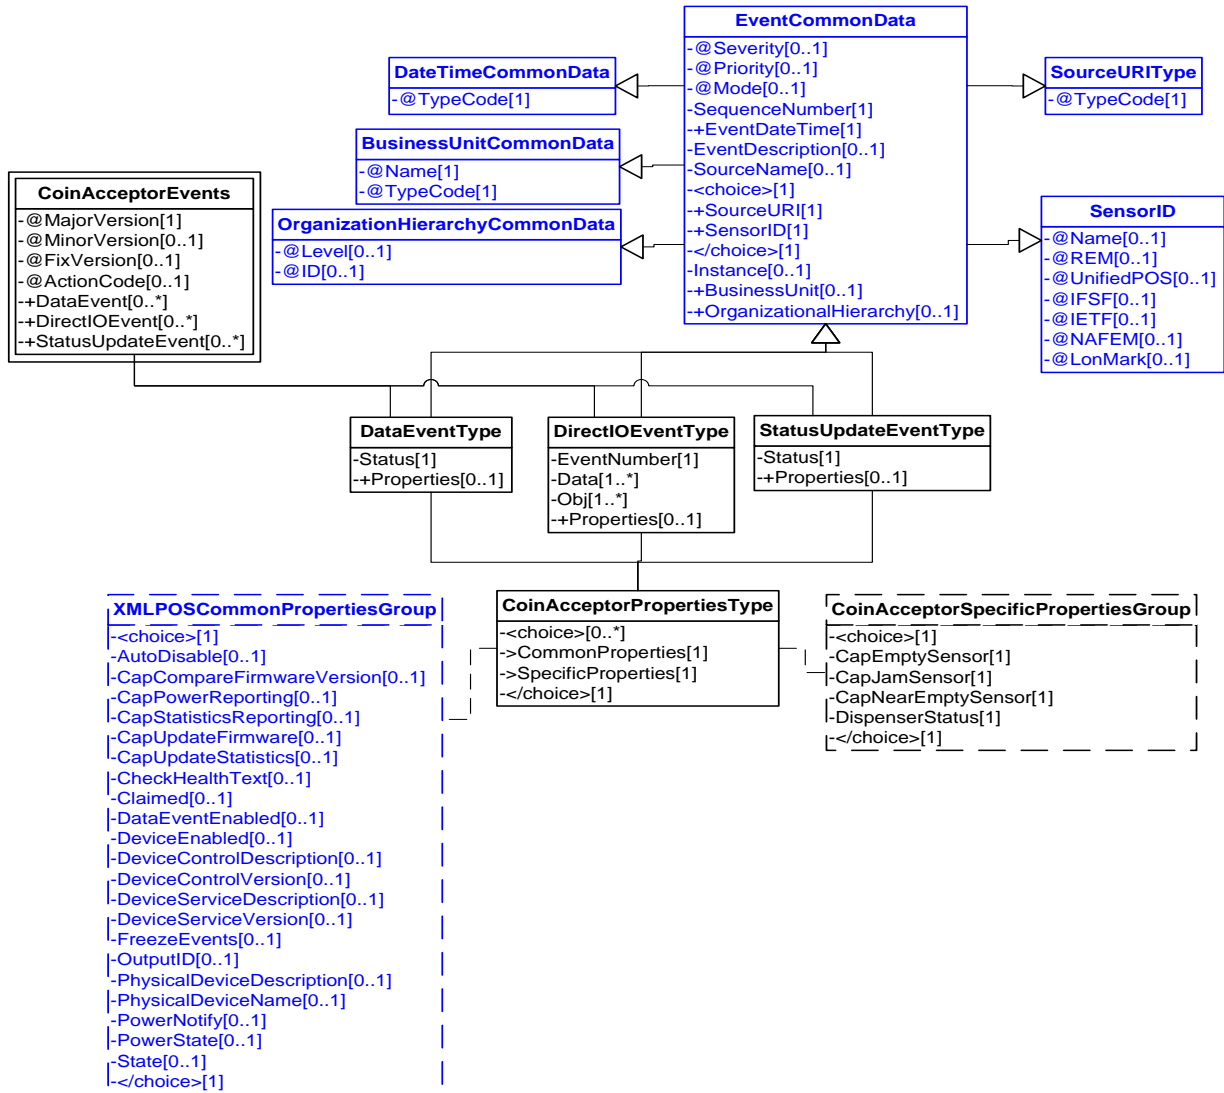 EventCommonData
-@Severity[0..1]
-@Priority[0..1]
-@Mode[0..1]
-SequenceNumber[1]
-+EventDateTime[1]
-EventDescription[0..1]
-SourceName[0..1]
-<choice>[1]
-+SourceURI[1]
-+SensorID[1]
-</choice>[1]
-Instance[0..1]
-+BusinessUnit[0..1]
-+OrganizationalHierarchy[0..1]
DateTimeCommonData
-@TypeCode[1]
SourceURIType
-@TypeCode[1]
BusinessUnitCommonData
-@Name[1]
-@TypeCode[1]
CoinAcceptorEvents
-@MajorVersion[1]
-@MinorVersion[0..1]
-@FixVersion[0..1]
-@ActionCode[0..1]
-+DataEvent[0..*]
-+DirectIOEvent[0..*]
-+StatusUpdateEvent[0..*]
OrganizationHierarchyCommonData
-@Level[0..1]
-@ID[0..1]
SensorID
-@Name[0..1]
-@REM[0..1]
-@UnifiedPOS[0..1]
-@IFSF[0..1]
-@IETF[0..1]
-@NAFEM[0..1]
-@LonMark[0..1]
DataEventType
-Status[1]
-+Properties[0..1]
DirectIOEventType
-EventNumber[1]
-Data[1..*]
-Obj[1..*]
-+Properties[0..1]
StatusUpdateEventType
-Status[1]
-+Properties[0..1]
XMLPOSCommonPropertiesGroup
-<choice>[1]
-AutoDisable[0..1]
-CapCompareFirmwareVersion[0..1]
-CapPowerReporting[0..1]
-CapStatisticsReporting[0..1]
-CapUpdateFirmware[0..1]
-CapUpdateStatistics[0..1]
-CheckHealthText[0..1]
-Claimed[0..1]
-DataEventEnabled[0..1]
-DeviceEnabled[0..1]
-DeviceControlDescription[0..1]
-DeviceControlVersion[0..1]
-DeviceServiceDescription[0..1]
-DeviceServiceVersion[0..1]
-FreezeEvents[0..1]
-OutputID[0..1]
-PhysicalDeviceDescription[0..1]
-PhysicalDeviceName[0..1]
-PowerNotify[0..1]
-PowerState[0..1]
-State[0..1]
-</choice>[1]
CoinAcceptorPropertiesType
-<choice>[0..*]
->CommonProperties[1]
->SpecificProperties[1]
-</choice>[1]
CoinAcceptorSpecificPropertiesGroup
-<choice>[1]
-CapEmptySensor[1]
-CapJamSensor[1]
-CapNearEmptySensor[1]
-DispenserStatus[1]
-</choice>[1]